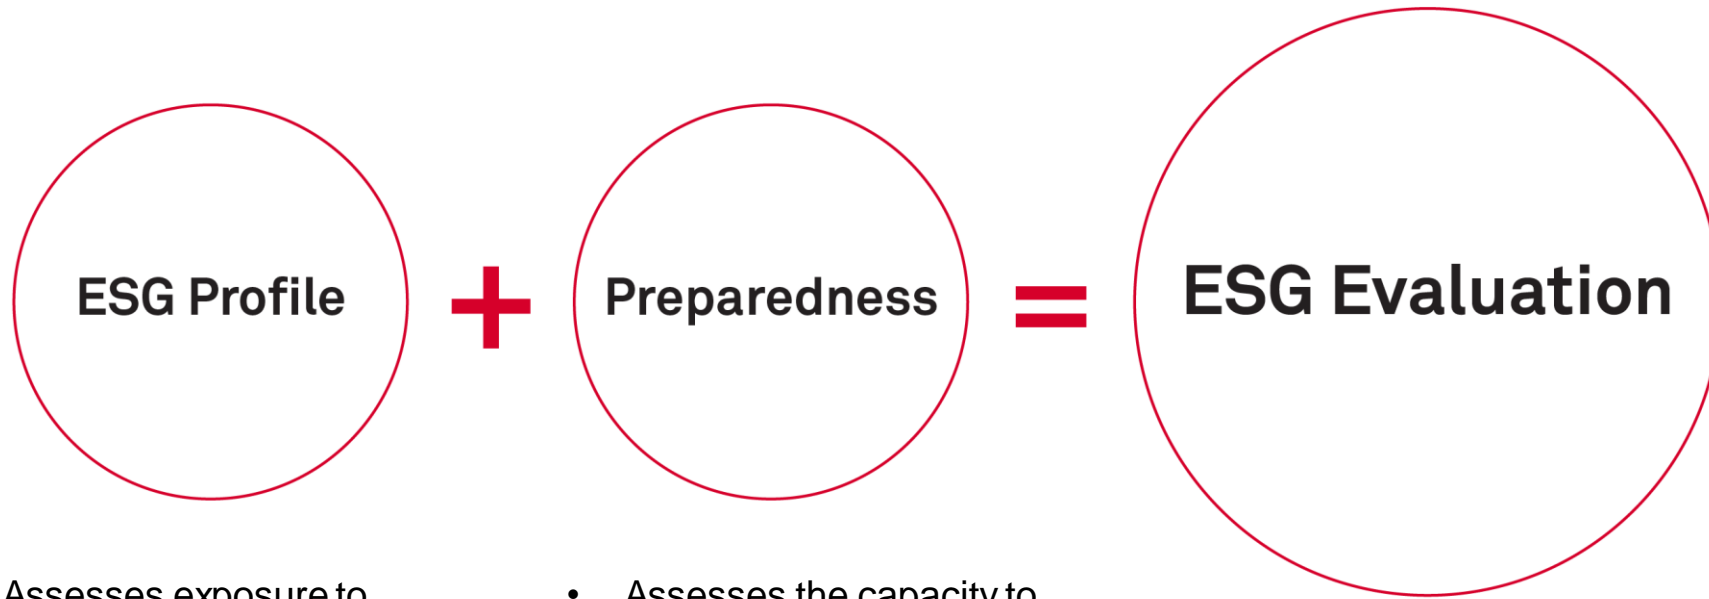 ESG Profile + Preparedness = ESG Evaluation
Assesses exposure to
• Assesses the capacity to